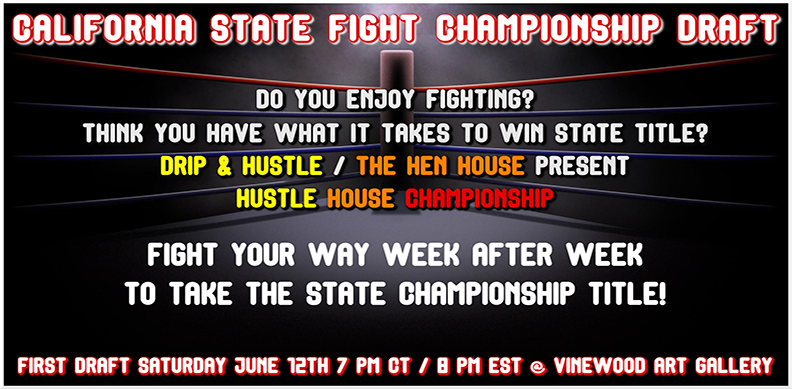 CALIFORNIA STATE FIGHT CHAMPIONSHIP DRAFT
DO YOU ENJOY FIGHTING?
THINK YOU HAVE WHAT IT TAKES TO WIN STATE TITLE?
DRIP & HUSTLE / THE HEN HOUSE PRESENT
HUSTLE HOUSE CHAMPIONSHIP
FIGHT YOUR WAY WEEK AFTER WEEK
TO TAKE THE STATE CHAMPIONSHIP TITLE!
FIRST DRAFT SATURDAY JUNE 12TH 7 PM CT / 8 PM EST @ VINEWOOD ART GALLERY